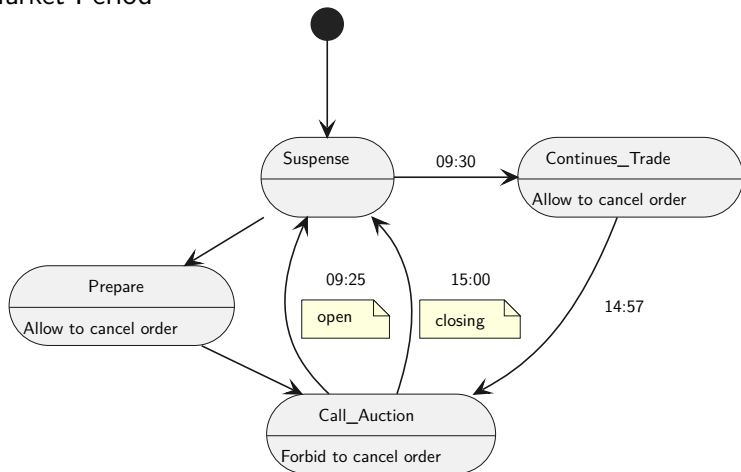 Market Period
Suspense
09:30
Continues_Trade
Allow to cancel order
Prepare
Allow to cancel order
09:25
open
15:00
closing
14:57
Call_Auction
Forbid to cancel order